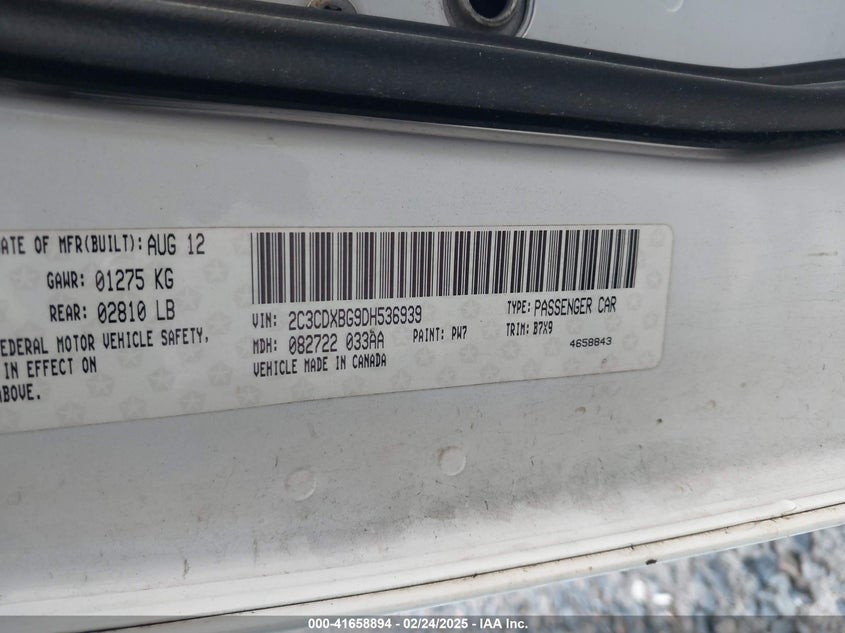 ATE OF MFR(BUILT): AUG 12
GAWR: 01275 KG
REAR: 02810 LB
EDERAL MOTOR VEHICLE SAFETY,
IN EFFECT ON
ABOVE.
VIN: 2C3CDXBG9DH536939
TYPE: PASSENGER CAR
MDH: 082722 033AA
PAINT: PW7
TRIM: B7X9
VEHICLE MADE IN CANADA
4658843
000-41658894 - 02/24/2025 - IAA Inc.